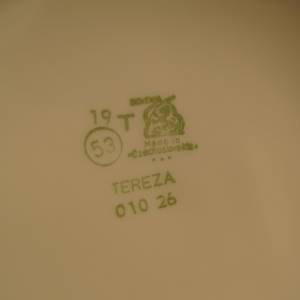 19 T
53
Made in
Czechoslovakia
TEREZA
010 26